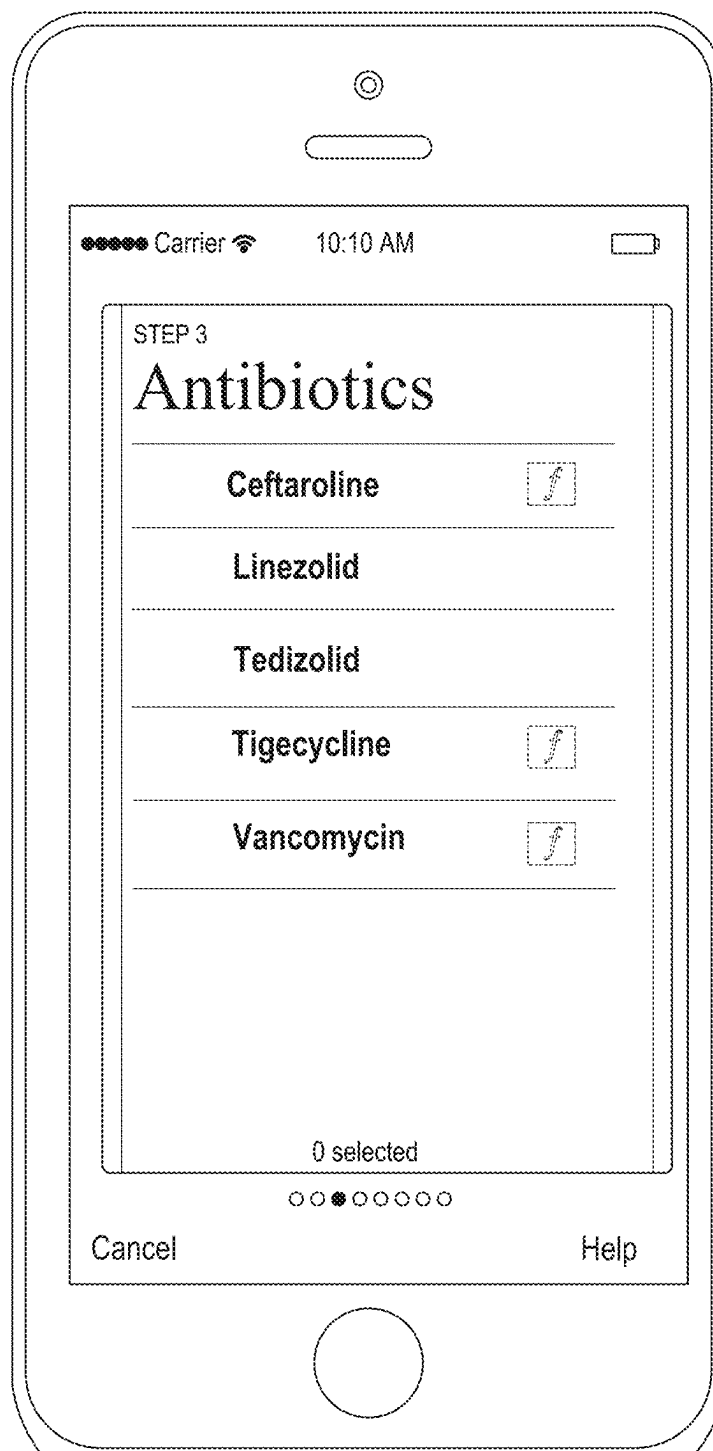 Carrier 10:10 AM
STEP 3
Antibiotics
Ceftaroline f
Linezolid
Tedizolid
Tigecycline f
Vancomycin f
0 selected
Cancel Help